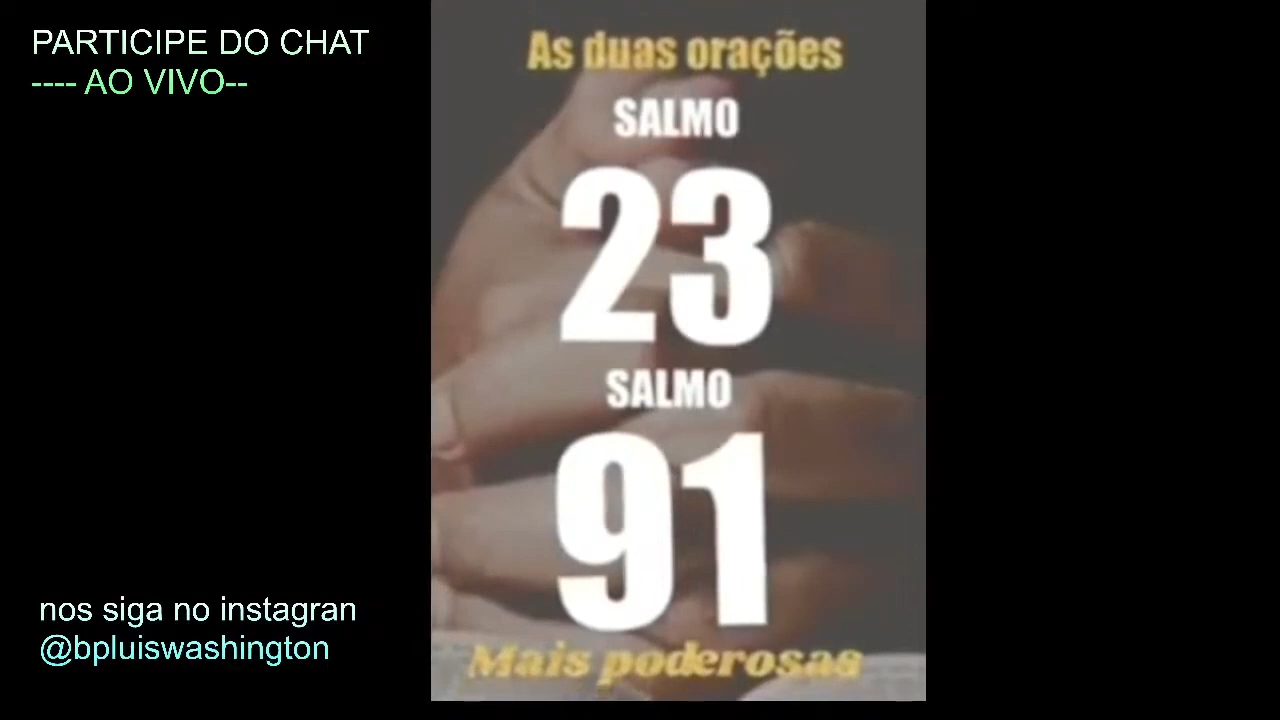 PARTICIPE DO CHAT
---- AO VIVO--
As duas orações
SALMO
23
SALMO
91
Mais poderosas
nos siga no instagran
@bpluiswashington